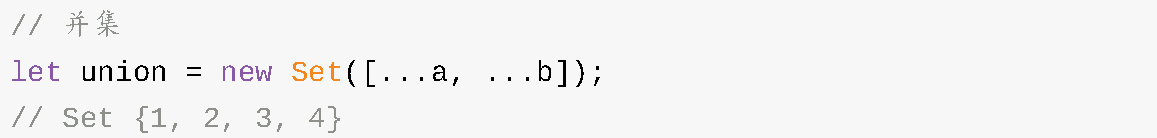 // 并集
let union = new Set([...a, ...b]);
// Set {1, 2, 3, 4}